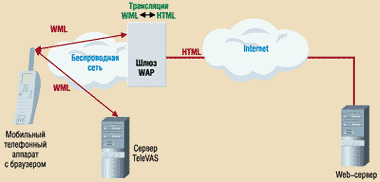 Трансляция
WML ↔ HTML
WML
Беспроводная
сеть
Шлюз
WAP
HTML
Internet
WML
Мобильный
телефонный
аппарат
с браузером
Сервер
TeleVAS
Web-сервер